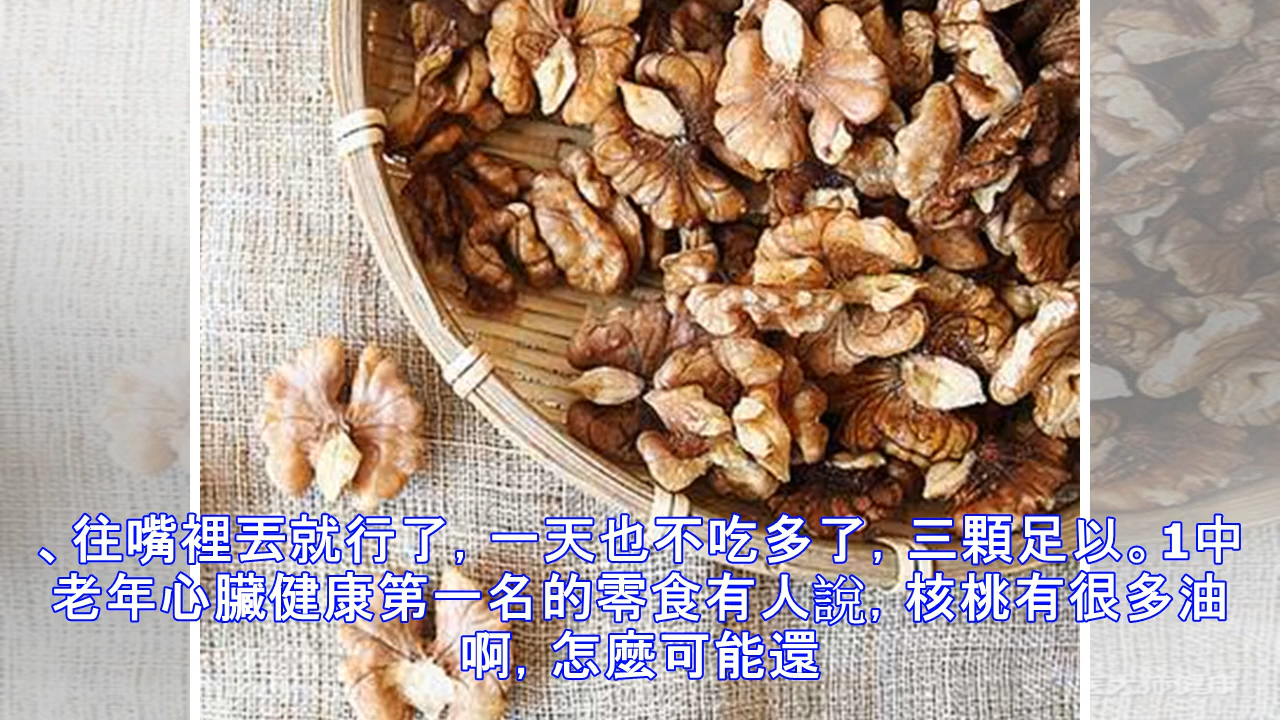 、往嘴裡丟就行了，一天也不吃多了，三顆足以。1中
老年心臟健康第一名的零食有人說，核桃有很多油
啊，怎麼可能還